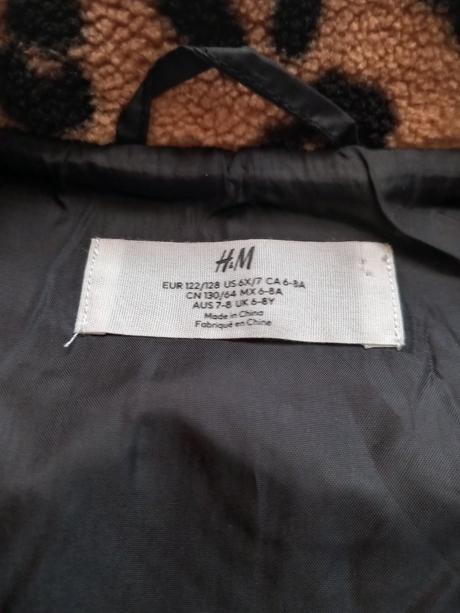 H&M
EUR 122/128 US 6X/7 CA 6-8A
CN 130/64 MX 6-8A
AUS 7-8 UK 6-8Y
Made in China
Fabriqué en Chine